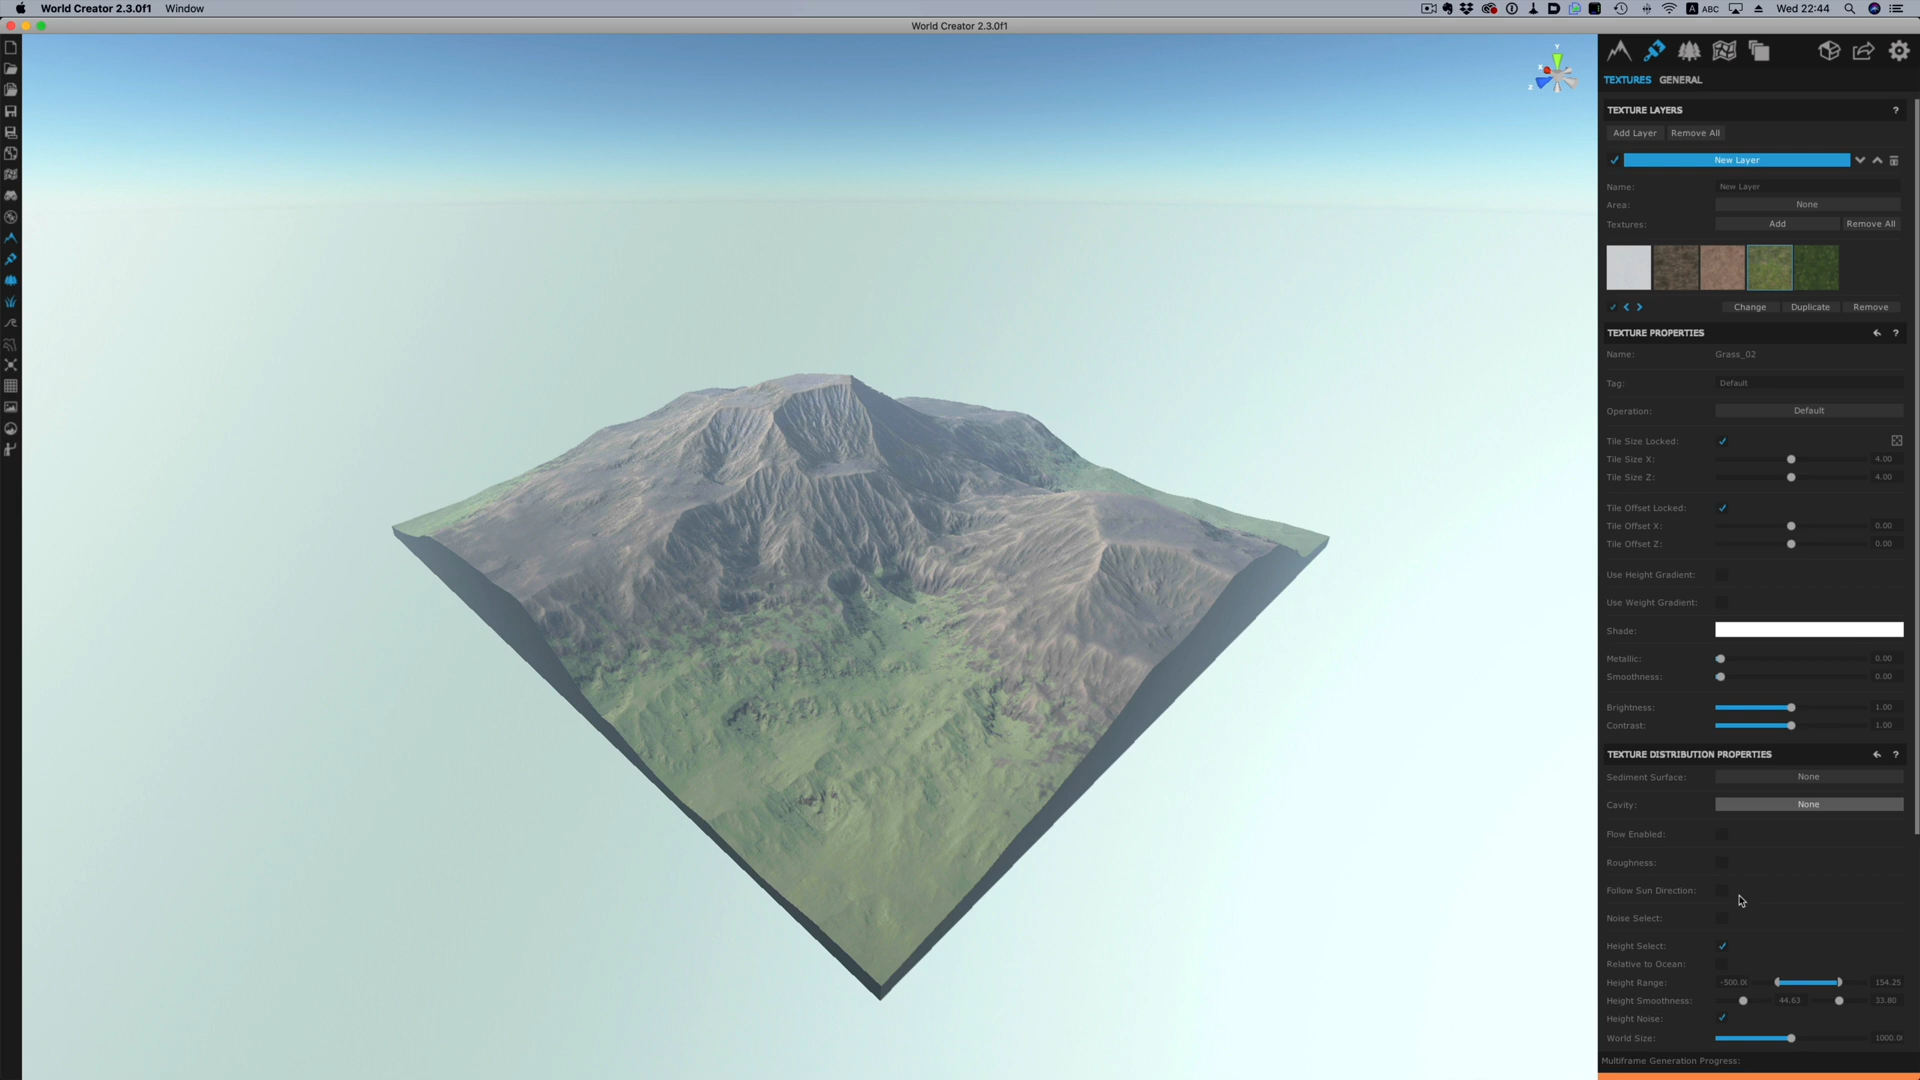 World Creator 2.3.0f1 Window ABC Wed 22:44
World Creator 2.3.0f1
Y
X
Z
TEXTURES GENERAL
TEXTURE LAYERS ?
Add Layer Remove All
New Layer
Name: New Layer
Area: None
Textures: Add Remove All
Change Duplicate Remove
TEXTURE PROPERTIES ?
Name: Grass_02
Tag: Default
Operation: Default
Tile Size Locked:
Tile Size X: 4.00
Tile Size Z: 4.00
Tile Offset Locked:
Tile Offset X: 0.00
Tile Offset Z: 0.00
Use Height Gradient:
Use Weight Gradient:
Shade:
Metallic: 0.00
Smoothness: 0.00
Brightness: 1.00
Contrast: 1.00
TEXTURE DISTRIBUTION PROPERTIES ?
Sediment Surface: None
Cavity: None
Flow Enabled:
Roughness:
Follow Sun Direction:
Noise Select:
Height Select:
Relative to Ocean:
Height Range: -500.0 154.25
Height Smoothness: 44.63 33.80
Height Noise:
World Size: 1000.0
Multiframe Generation Progress: